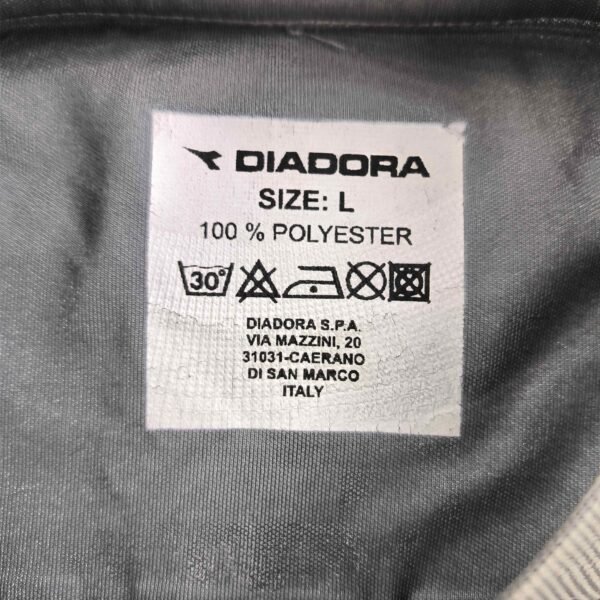 DIADORA
SIZE: L
100 % POLYESTER
30°
DIADORA S.P.A.
VIA MAZZINI, 20
31031-CAERANO
DI SAN MARCO
ITALY